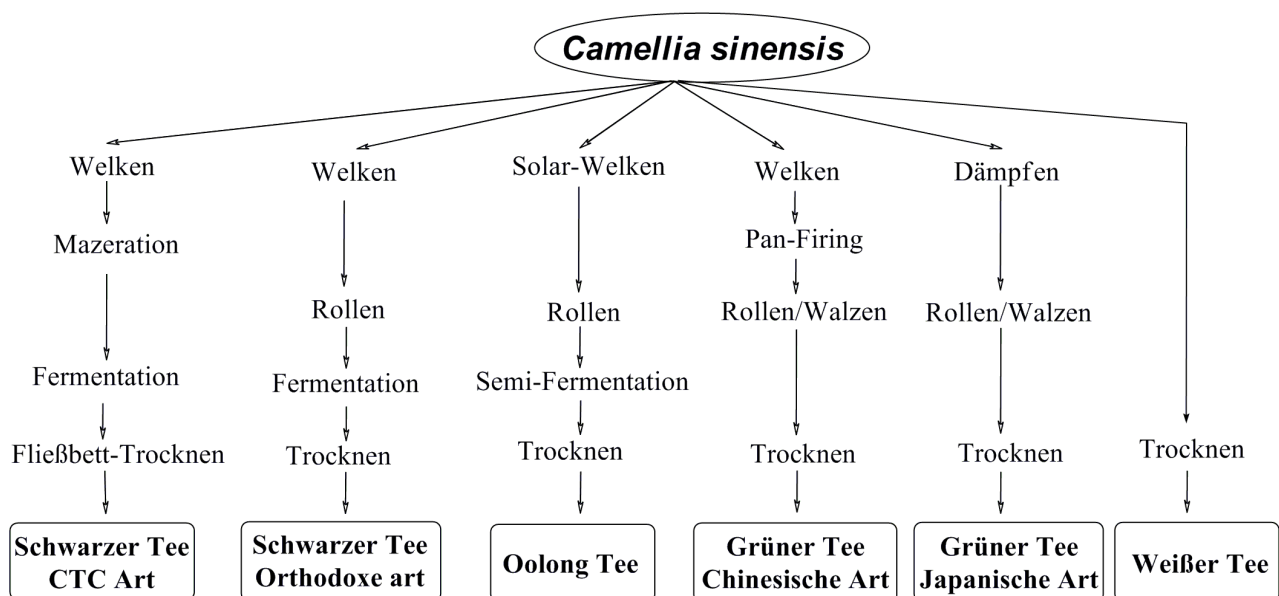 Camellia sinensis
Welken
Welken
Solar-Welken
Welken
Dämpfen
Mazeration
Pan-Firing
Rollen
Rollen
Rollen/Walzen
Rollen/Walzen
Fermentation
Fermentation
Semi-Fermentation
Fließbett-Trocknen
Trocknen
Trocknen
Trocknen
Trocknen
Trocknen
Schwarzer Tee
CTC Art
Schwarzer Tee
Orthodoxe art
Oolong Tee
Grüner Tee
Chinesische Art
Grüner Tee
Japanische Art
Weißer Tee